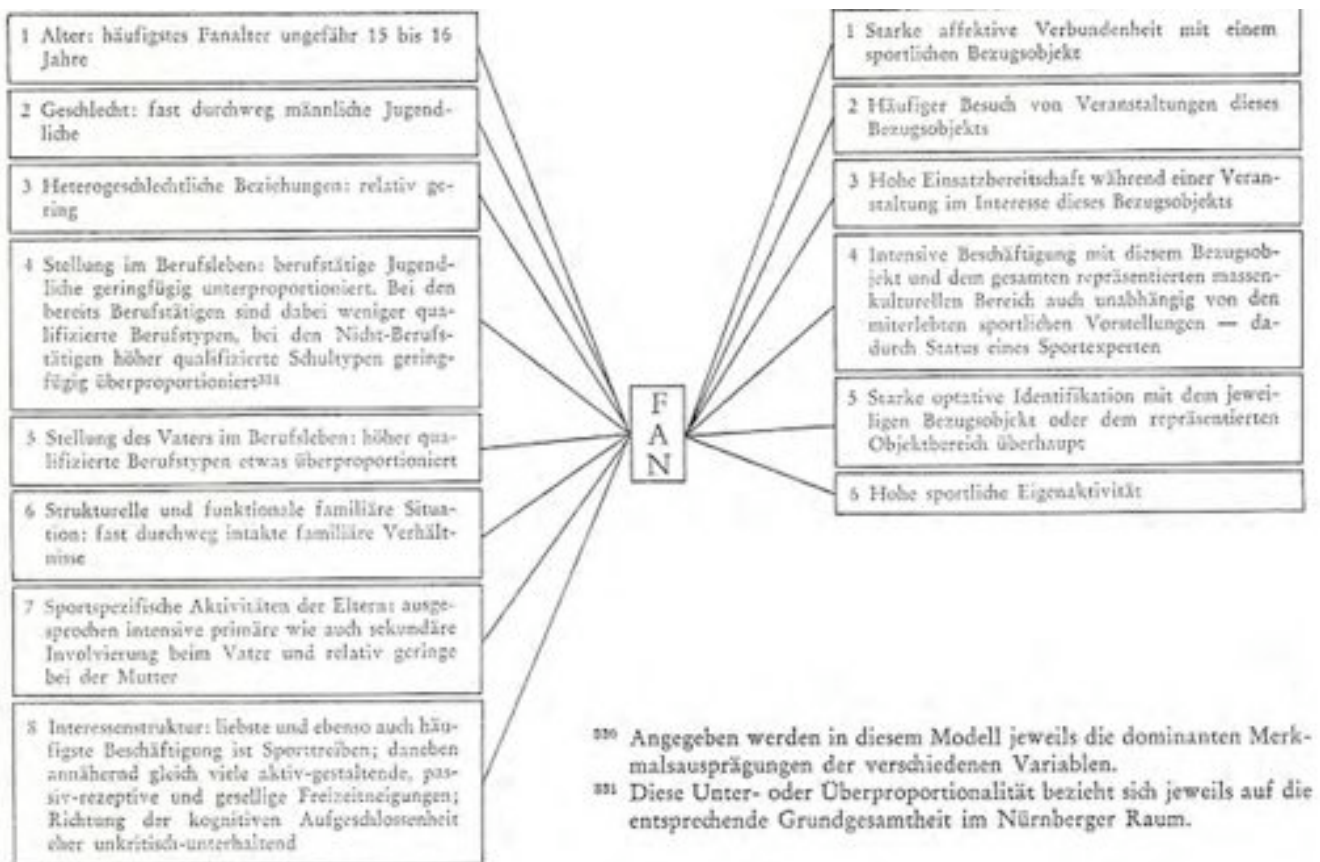 1 Alter: häufigstes Fanalter ungefähr 15 bis 16
Jahre
2 Geschlecht: fast durchweg männliche Jugend-
liche
3 Heterogeschlechtliche Beziehungen: relativ ge-
ring
4 Stellung im Berufsleben: berufstätige Jugend-
liche geringfügig unterproportioniert. Bei den
bereits Berufstätigen sind dabei weniger qua-
lifizierte Berufstypen, bei den Nicht-Berufs-
tätigen höher qualifizierte Schultypen gering-
fügig überproportioniert³³¹
5 Stellung des Vaters im Berufsleben: höher qua-
lifizierte Berufstypen etwas überproportioniert
6 Strukturelle und funktionale familiäre Situa-
tion: fast durchweg intakte familiäre Verhält-
nisse
7 Sportspezifische Aktivitäten der Eltern: ausge-
sprochen intensive primäre wie auch sekundäre
Involvierung beim Vater und relativ geringe
bei der Mutter
8 Interessenstruktur: liebste und ebenso auch häu-
figste Beschäftigung ist Sporttreiben; daneben
annähernd gleich viele aktiv-gestaltende, pas-
siv-rezeptive und gesellige Freizeitneigungen;
Richtung der kognitiven Aufgeschlossenheit
eher unkritisch-unterhaltend
F
A
N
1 Starke affektive Verbundenheit mit einem
sportlichen Bezugsobjekt
2 Häufiger Besuch von Veranstaltungen dieses
Bezugsobjekts
3 Hohe Einsatzbereitschaft während einer Veran-
staltung im Interesse dieses Bezugsobjekts
4 Intensive Beschäftigung mit diesem Bezugsob-
jekt und dem gesamten repräsentierten massen-
kulturellen Bereich auch unabhängig von den
miterlebten sportlichen Vorstellungen — da-
durch Status eines Sportexperten
5 Starke optative Identifikation mit dem jewei-
ligen Bezugsobjekt oder dem repräsentierten
Objektbereich überhaupt
6 Hohe sportliche Eigenaktivität
³³⁰ Angegeben werden in diesem Modell jeweils die dominanten Merk-
malsausprägungen der verschiedenen Variablen.
³³¹ Diese Unter- oder Überproportionalität bezieht sich jeweils auf die
entsprechende Grundgesamtheit im Nürnberger Raum.